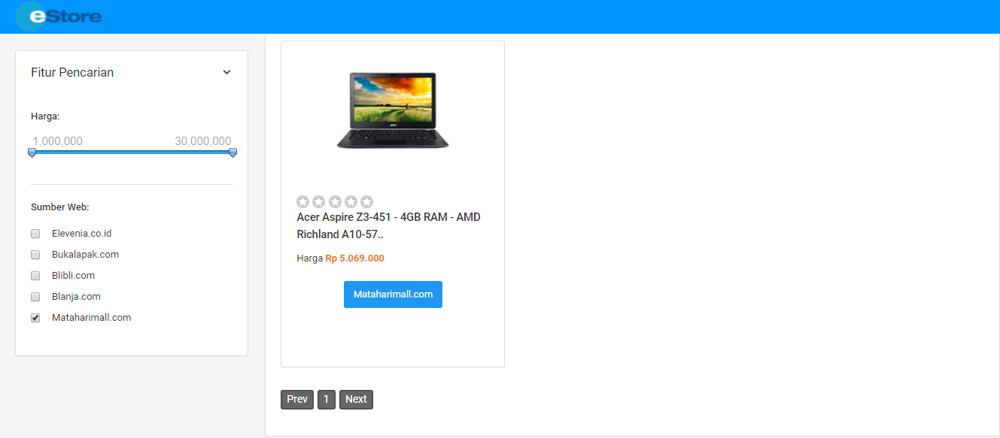 eStore
Fitur Pencarian
Harga:
1,000,000 30,000,000
Sumber Web:
Elevenia.co.id
Bukalapak.com
Blibli.com
Blanja.com
Mataharimall.com
acer
Acer Aspire Z3-451 - 4GB RAM - AMD
Richland A10-57..
Harga Rp 5.069.000
Mataharimall.com
Prev 1 Next